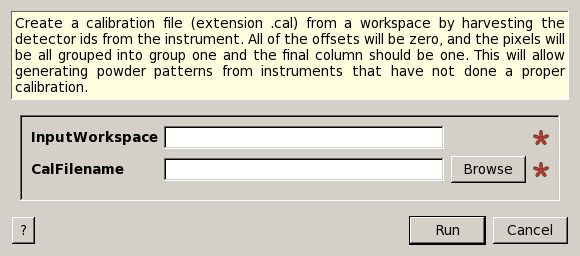 Create a calibration file (extension .cal) from a workspace by harvesting the
detector ids from the instrument. All of the offsets will be zero, and the pixels will
be all grouped into group one and the final column should be one. This will allow
generating powder patterns from instruments that have not done a proper
calibration.
InputWorkspace
CalFilename Browse
? Run Cancel